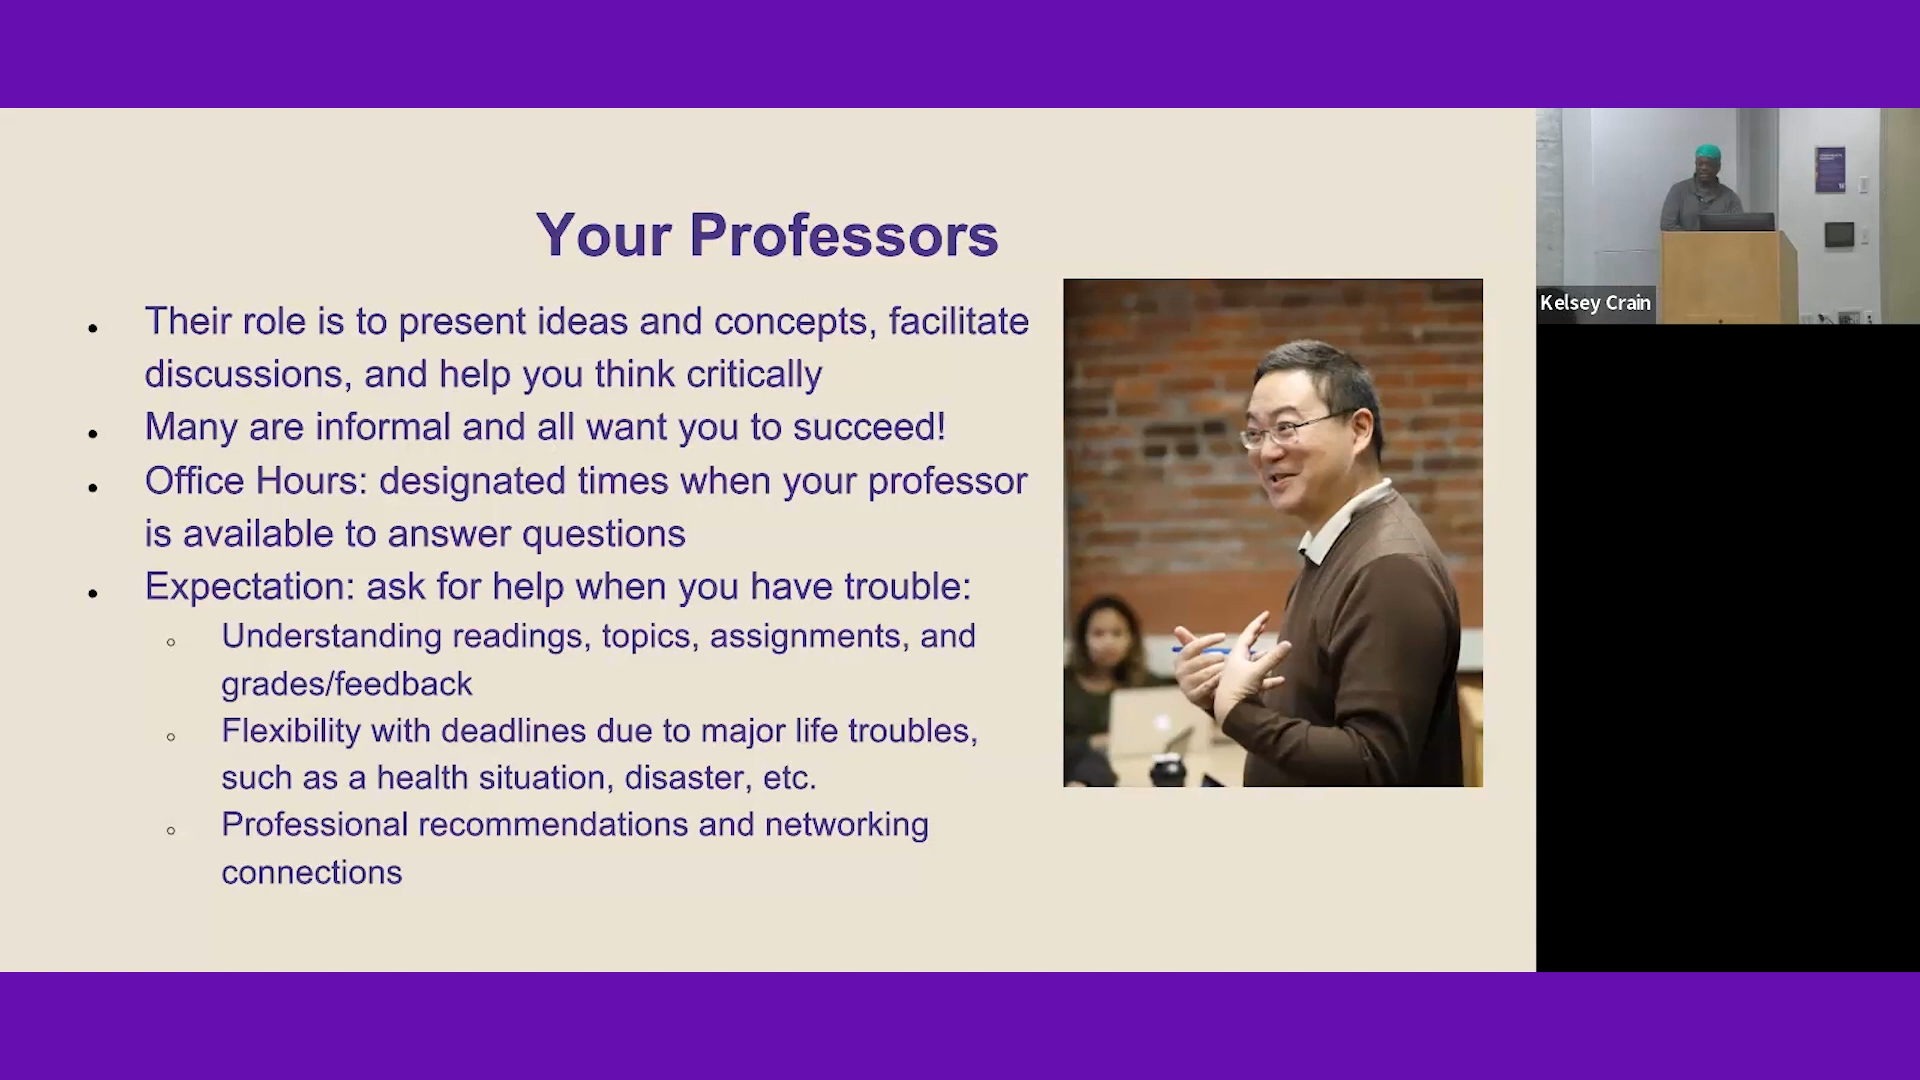 Your Professors
Their role is to present ideas and concepts, facilitate
discussions, and help you think critically
Many are informal and all want you to succeed!
Office Hours: designated times when your professor
is available to answer questions
Expectation: ask for help when you have trouble:
Understanding readings, topics, assignments, and
grades/feedback
Flexibility with deadlines due to major life troubles,
such as a health situation, disaster, etc.
Professional recommendations and networking
connections
Kelsey Crain